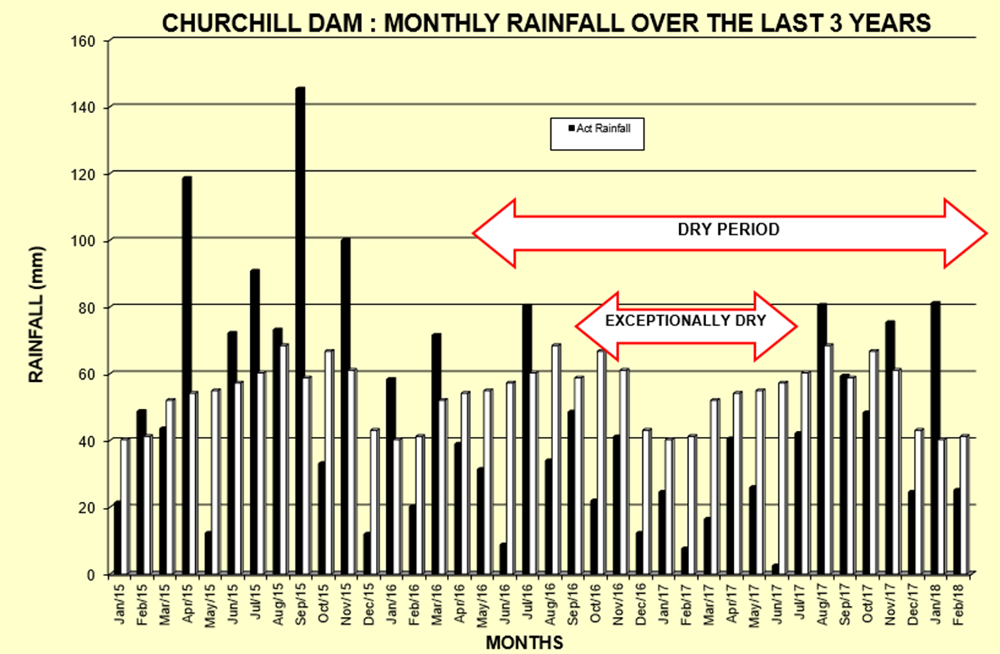 CHURCHILL DAM : MONTHLY RAINFALL OVER THE LAST 3 YEARS
160
140
120
100
80
60
40
20
0
RAINFALL (mm)
Act Rainfall
DRY PERIOD
EXCEPTIONALLY DRY
Jan/15
Feb/15
Mar/15
Apr/15
May/15
Jun/15
Jul/15
Aug/15
Sep/15
Oct/15
Nov/15
Dec/15
Jan/16
Feb/16
Mar/16
Apr/16
May/16
Jun/16
Jul/16
Aug/16
Sep/16
Oct/16
Nov/16
Dec/16
Jan/17
Feb/17
Mar/17
Apr/17
May/17
Jun/17
Jul/17
Aug/17
Sep/17
Oct/17
Nov/17
Dec/17
Jan/18
Feb/18
MONTHS